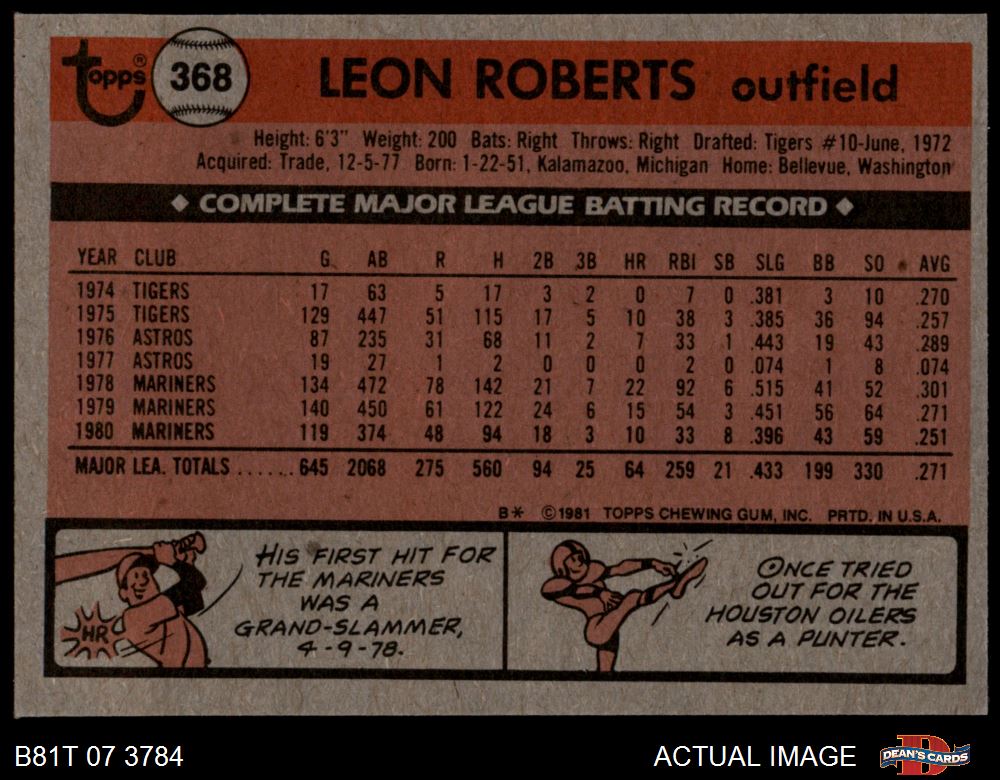 Topps® 368 LEON ROBERTS outfield
Height: 6'3" Weight: 200 Bats: Right Throws: Right Drafted: Tigers #10-June, 1972
Acquired: Trade, 12-5-77 Born: 1-22-51, Kalamazoo, Michigan Home: Bellevue, Washington
◆ COMPLETE MAJOR LEAGUE BATTING RECORD ◆
YEAR CLUB G AB R H 2B 3B HR RBI SB SLG BB SO AVG
1974 TIGERS 17 63 5 17 3 2 0 7 0 .381 3 10 .270
1975 TIGERS 129 447 51 115 17 5 10 38 3 .385 36 94 .257
1976 ASTROS 87 235 31 68 11 2 7 33 1 .443 19 43 .289
1977 ASTROS 19 27 1 2 0 0 0 2 0 .074 1 8 .074
1978 MARINERS 134 472 78 142 21 7 22 92 6 .515 41 52 .301
1979 MARINERS 140 450 61 122 24 6 15 54 3 .451 56 64 .271
1980 MARINERS 119 374 48 94 18 3 10 33 8 .396 43 59 .251
MAJOR LEA. TOTALS ...... 645 2068 275 560 94 25 64 259 21 .433 199 330 .271
B* ©1981 TOPPS CHEWING GUM, INC. PRTD. IN U.S.A.
HIS FIRST HIT FOR
THE MARINERS
WAS A
GRAND-SLAMMER,
4-9-78.
HR
ONCE TRIED
OUT FOR THE
HOUSTON OILERS
AS A PUNTER.
B81T 07 3784 ACTUAL IMAGE DEAN'S CARDS